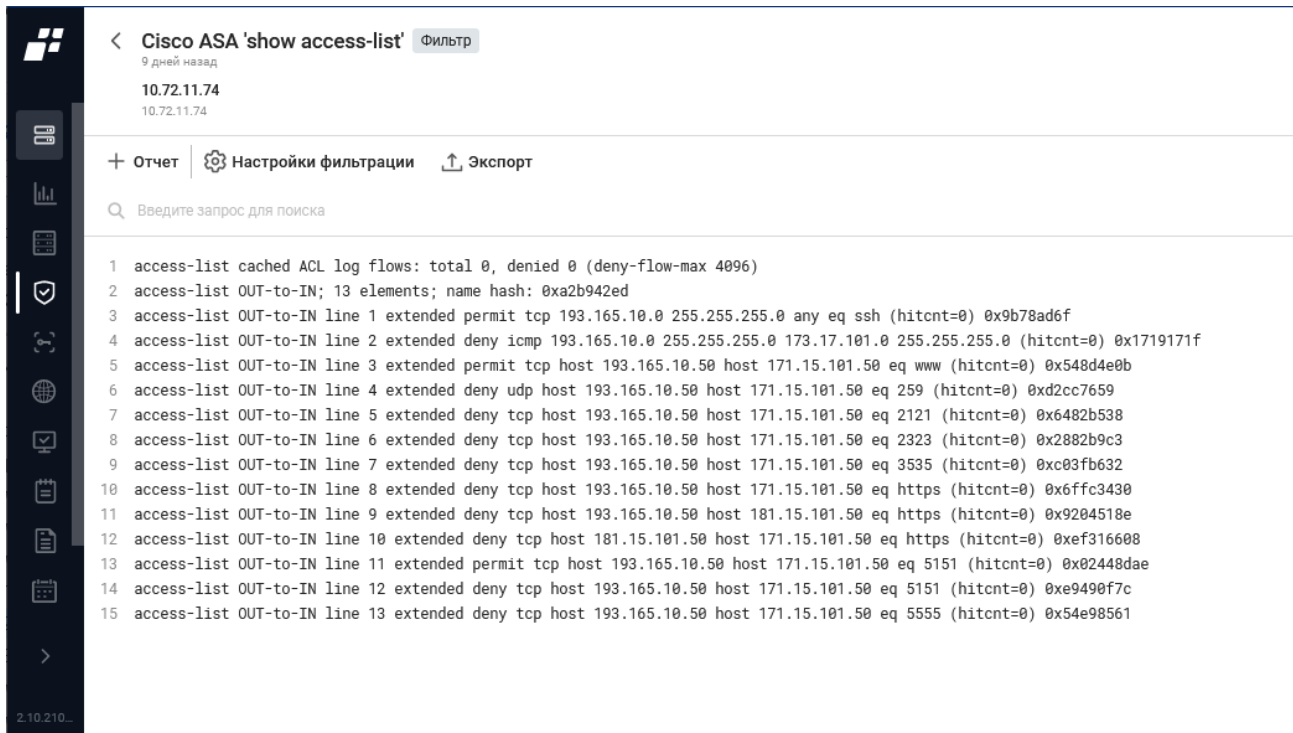 Cisco ASA 'show access-list' Фильтр
9 дней назад
10.72.11.74
10.72.11.74
Отчет Настройки фильтрации Экспорт
Введите запрос для поиска
1 access-list cached ACL log flows: total 0, denied 0 (deny-flow-max 4096)
2 access-list OUT-to-IN; 13 elements; name hash: 0xa2b942ed
3 access-list OUT-to-IN line 1 extended permit tcp 193.165.10.0 255.255.255.0 any eq ssh (hitcnt=0) 0x9b78ad6f
4 access-list OUT-to-IN line 2 extended deny icmp 193.165.10.0 255.255.255.0 173.17.101.0 255.255.255.0 (hitcnt=0) 0x1719171f
5 access-list OUT-to-IN line 3 extended permit tcp host 193.165.10.50 host 171.15.101.50 eq www (hitcnt=0) 0x548d4e0b
6 access-list OUT-to-IN line 4 extended deny udp host 193.165.10.50 host 171.15.101.50 eq 259 (hitcnt=0) 0xd2cc7659
7 access-list OUT-to-IN line 5 extended deny tcp host 193.165.10.50 host 171.15.101.50 eq 2121 (hitcnt=0) 0x6482b538
8 access-list OUT-to-IN line 6 extended deny tcp host 193.165.10.50 host 171.15.101.50 eq 2323 (hitcnt=0) 0x2882b9c3
9 access-list OUT-to-IN line 7 extended deny tcp host 193.165.10.50 host 171.15.101.50 eq 3535 (hitcnt=0) 0xc03fb632
10 access-list OUT-to-IN line 8 extended deny tcp host 193.165.10.50 host 171.15.101.50 eq https (hitcnt=0) 0x6ffc3430
11 access-list OUT-to-IN line 9 extended deny tcp host 193.165.10.50 host 181.15.101.50 eq https (hitcnt=0) 0x9204518e
12 access-list OUT-to-IN line 10 extended deny tcp host 181.15.101.50 host 171.15.101.50 eq https (hitcnt=0) 0xef316608
13 access-list OUT-to-IN line 11 extended permit tcp host 193.165.10.50 host 171.15.101.50 eq 5151 (hitcnt=0) 0x02448dae
14 access-list OUT-to-IN line 12 extended deny tcp host 193.165.10.50 host 171.15.101.50 eq 5151 (hitcnt=0) 0xe9490f7c
15 access-list OUT-to-IN line 13 extended deny tcp host 193.165.10.50 host 171.15.101.50 eq 5555 (hitcnt=0) 0x54e98561
2.10.210...